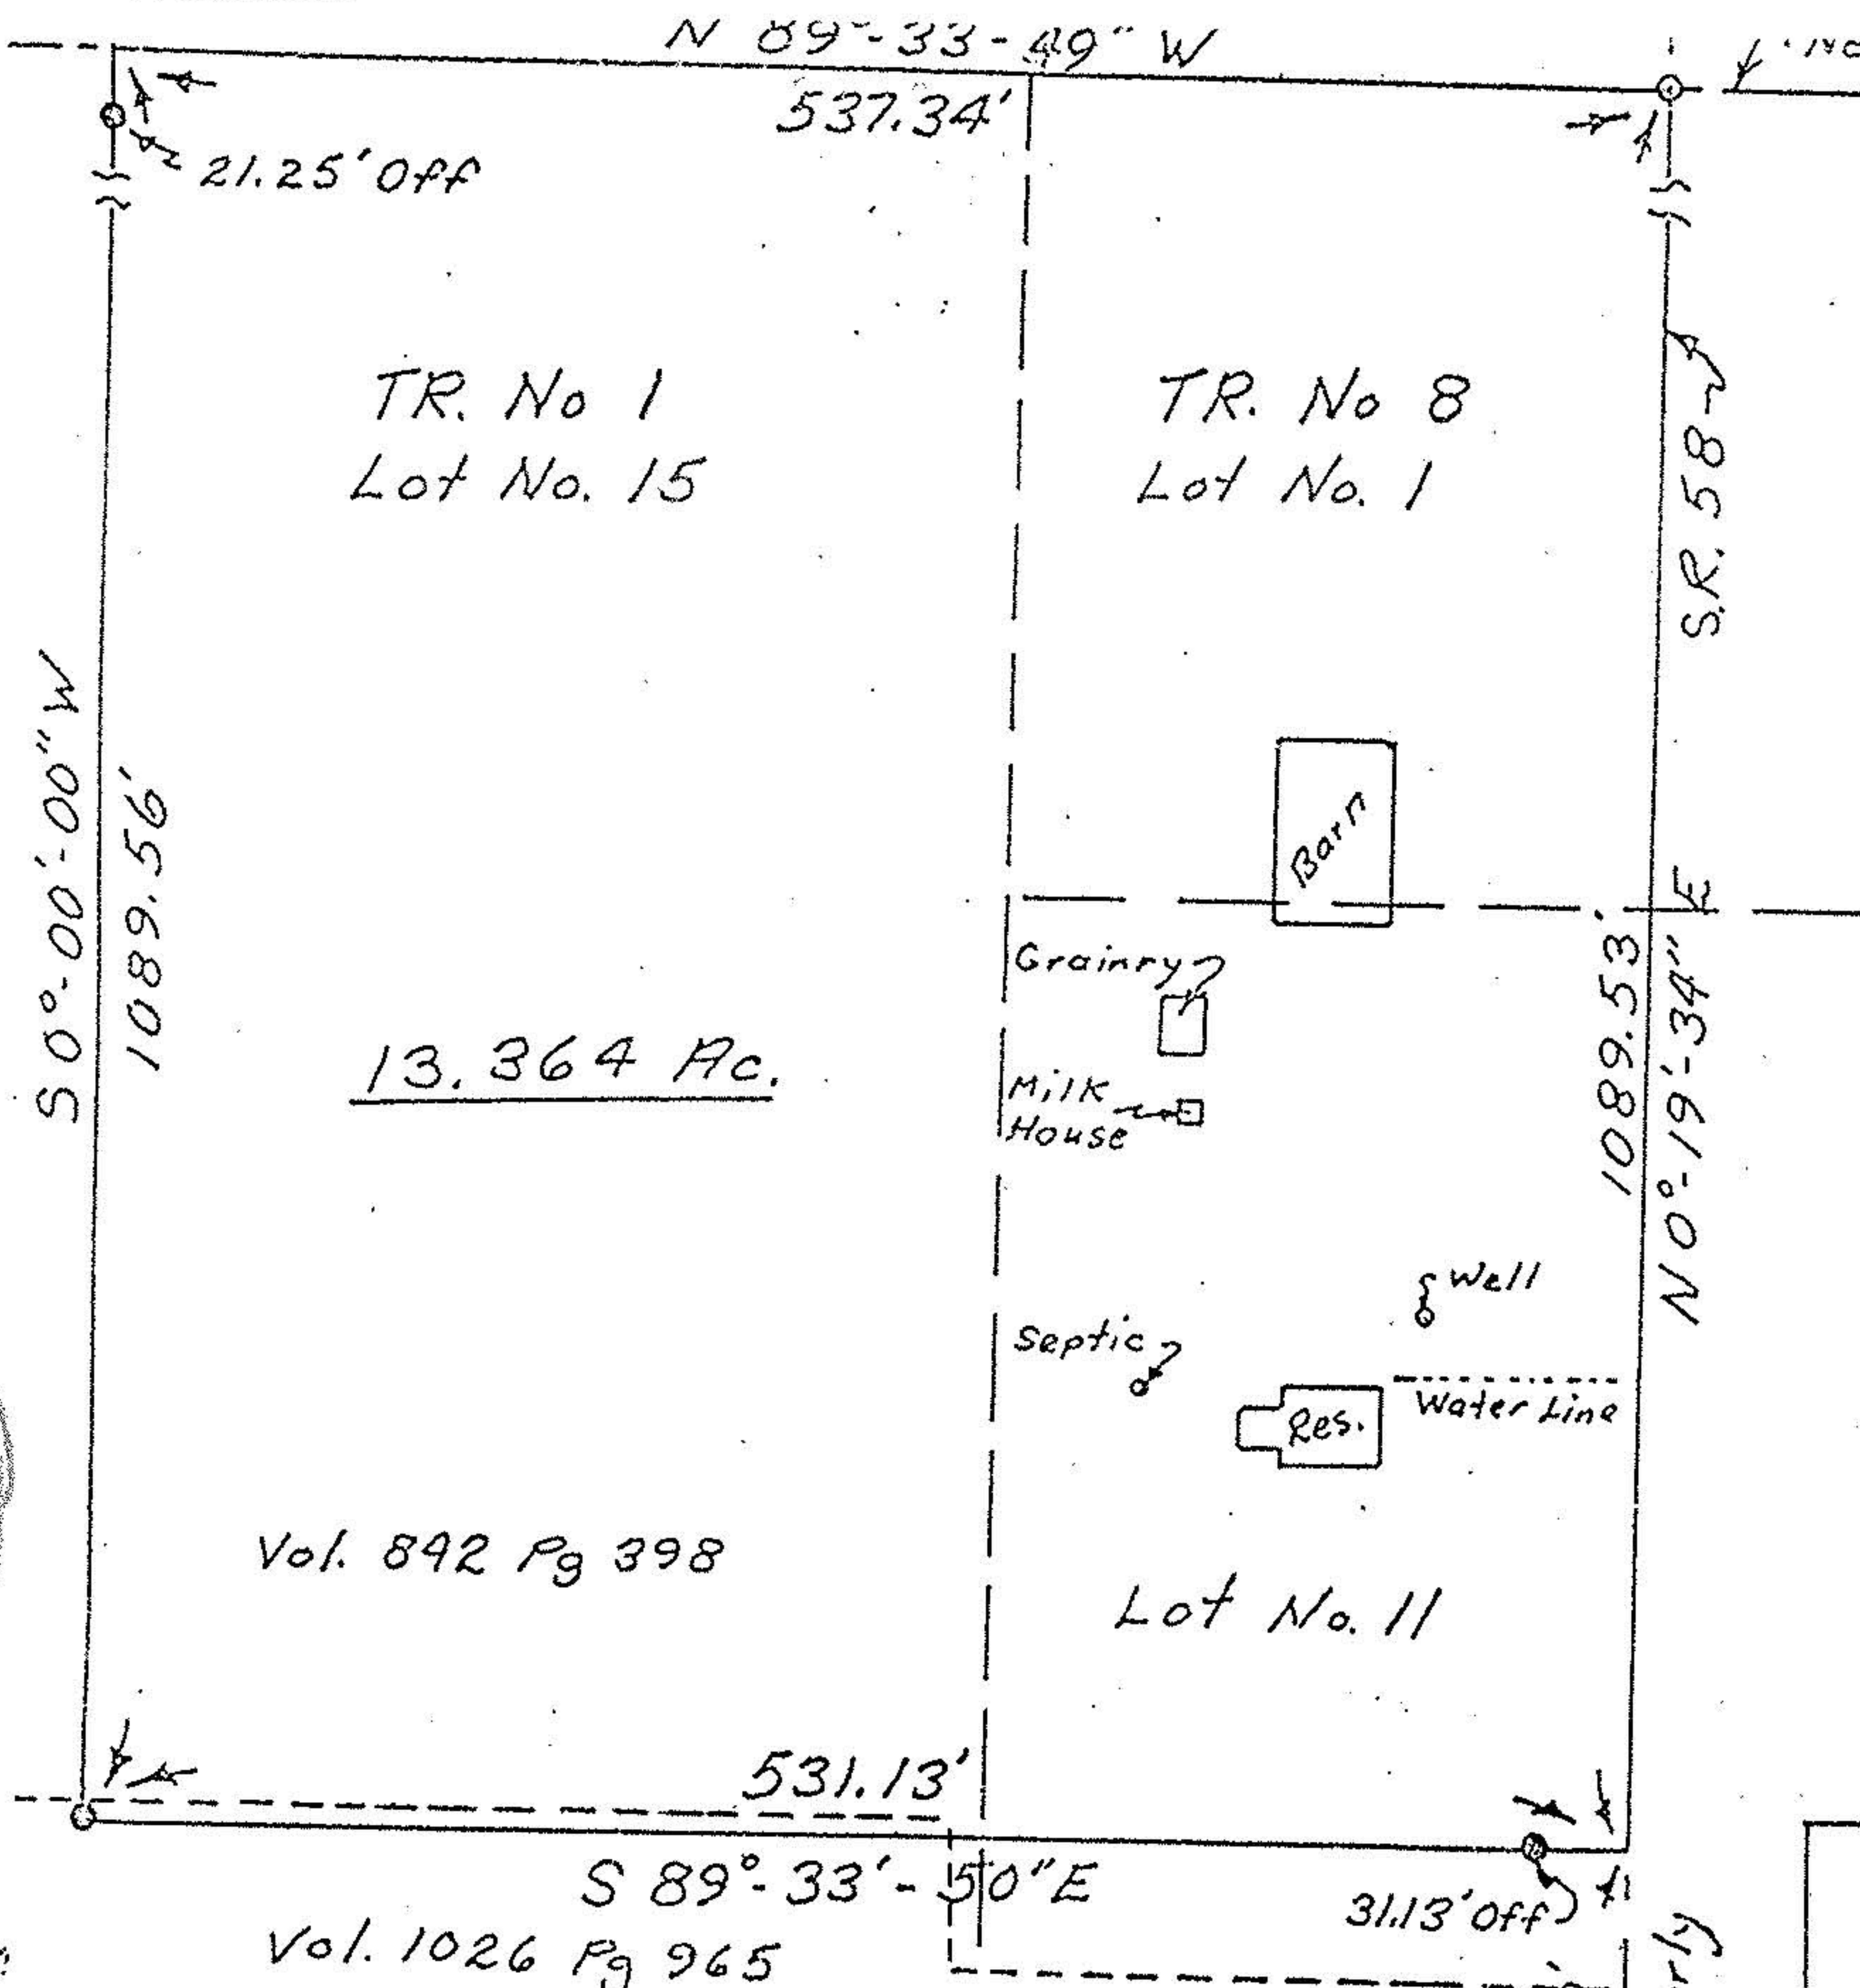 N 89°-33-49" W
537.34'
21.25' Off
TR. No 1
Lot No. 15
TR. No 8
Lot No. 1
S.R. 58
S 0°-00'-00" W
1089.56'
Barn
Grainry
13.364 Ac.
Milk
House
1089.53'
N 0°-19'-34" E
Well
Septic
Water Line
Res.
Vol. 892 Pg 398
Lot No. 11
531.13'
S 89°-33'-50" E
31.13' Off
Vol. 1026 Pg 965